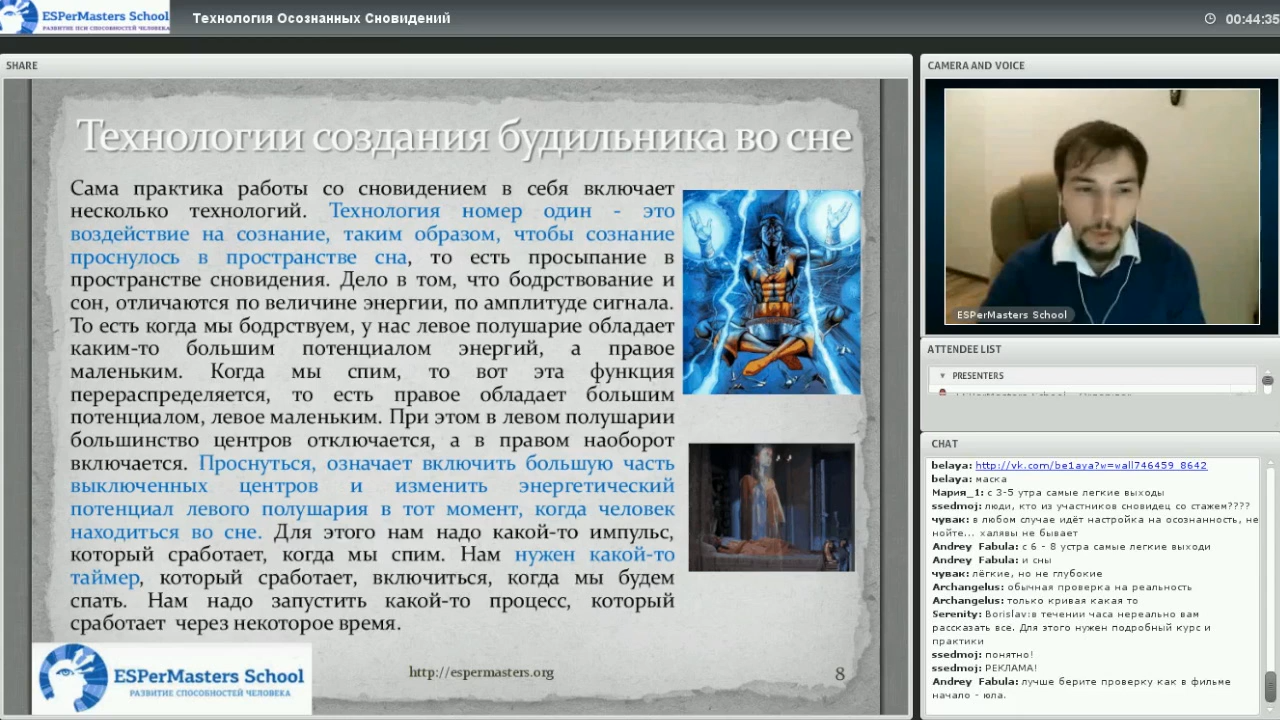 ESPerMasters School
РАЗВИТИЕ ПСИ СПОСОБНОСТЕЙ ЧЕЛОВЕКА
Технология Осознанных Сновидений
00:44:35
SHARE
Технологии создания будильника во сне
Сама практика работы со сновидением в себя включает
несколько технологий. Технология номер один - это
воздействие на сознание, таким образом, чтобы сознание
проснулось в пространстве сна, то есть просыпание в
пространстве сновидения. Дело в том, что бодрствование и
сон, отличаются по величине энергии, по амплитуде сигнала.
То есть когда мы бодрствуем, у нас левое полушарие обладает
каким-то большим потенциалом энергий, а правое
маленьким. Когда мы спим, то вот эта функция
перераспределяется, то есть правое обладает большим
потенциалом, левое маленьким. При этом в левом полушарии
большинство центров отключается, а в правом наоборот
включается. Проснуться, означает включить большую часть
выключенных центров и изменить энергетический
потенциал левого полушария в тот момент, когда человек
находиться во сне. Для этого нам надо какой-то импульс,
который сработает, когда мы спим. Нам нужен какой-то
таймер, который сработает, включиться, когда мы будем
спать. Нам надо запустить какой-то процесс, который
сработает через некоторое время.
ESPerMasters School
РАЗВИТИЕ СПОСОБНОСТЕЙ ЧЕЛОВЕКА
http://espermasters.org
8
CAMERA AND VOICE
ESPerMasters School
ATTENDEE LIST
PRESENTERS
CHAT
belaya: http://vk.com/be1aya?w=wall746459_8642
belaya: маска
Мария_1: с 3-5 утра самые легкие выходы
ssedmoj: люди, кто из участников сновидец со стажем????
чувак: в любом случае идёт настройка на осознанность, не
нойте... халявы не бывает
Andrey Fabula: с 6 - 8 устра самые легкие выходи
Andrey Fabula: и сны
чувак: лёгкие, но не глубокие
Archangelus: обычная проверка на реальность
Archangelus: только кривая какая то
Serenity: Borislav:в течении часа нереально вам
рассказать все. Для этого нужен подробный курс и
практики
ssedmoj: понятно!
ssedmoj: РЕКЛАМА!
Andrey Fabula: лучше берите проверку как в фильме
начало - юла.